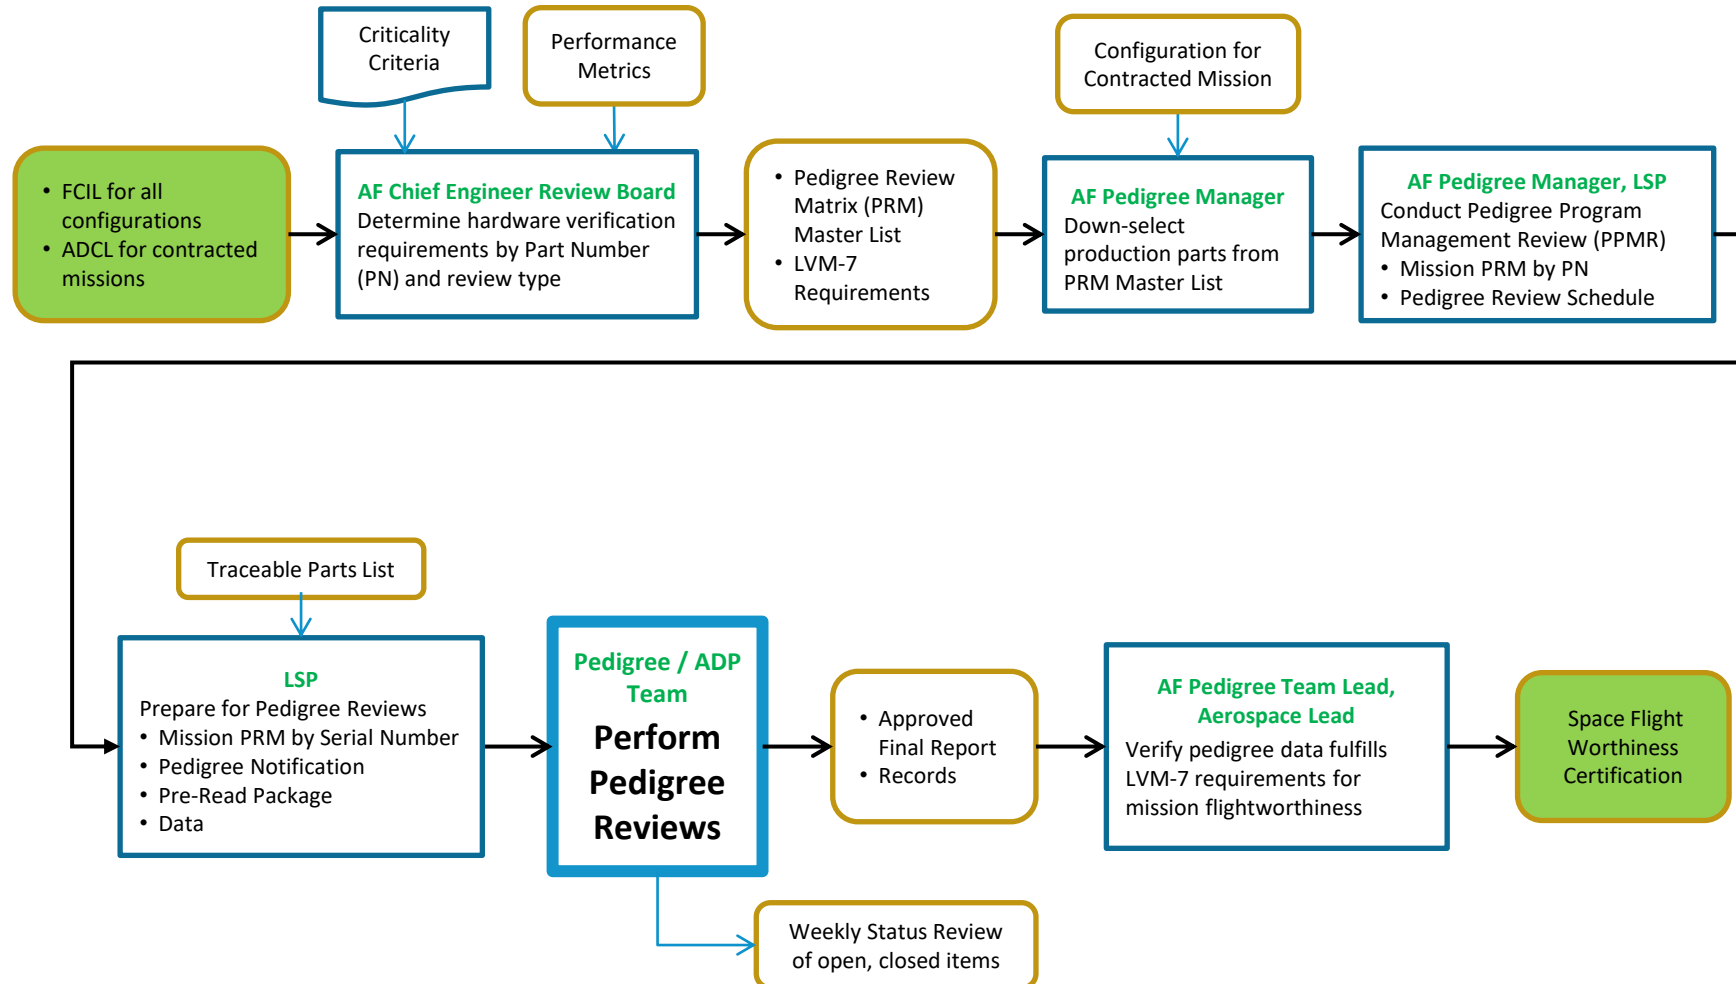 Criticality
Criteria
Performance
Metrics
Configuration for
Contracted Mission
• FCIL for all
configurations
• ADCL for contracted
missions
AF Chief Engineer Review Board
Determine hardware verification
requirements by Part Number
(PN) and review type
• Pedigree Review
Matrix (PRM)
Master List
• LVM-7
Requirements
AF Pedigree Manager
Down-select
production parts from
PRM Master List
AF Pedigree Manager, LSP
Conduct Pedigree Program
Management Review (PPMR)
• Mission PRM by PN
• Pedigree Review Schedule
Traceable Parts List
LSP
Prepare for Pedigree Reviews
• Mission PRM by Serial Number
• Pedigree Notification
• Pre-Read Package
• Data
Pedigree / ADP
Team
Perform
Pedigree
Reviews
• Approved
Final Report
• Records
AF Pedigree Team Lead,
Aerospace Lead
Verify pedigree data fulfills
LVM-7 requirements for
mission flightworthiness
Space Flight
Worthiness
Certification
Weekly Status Review
of open, closed items